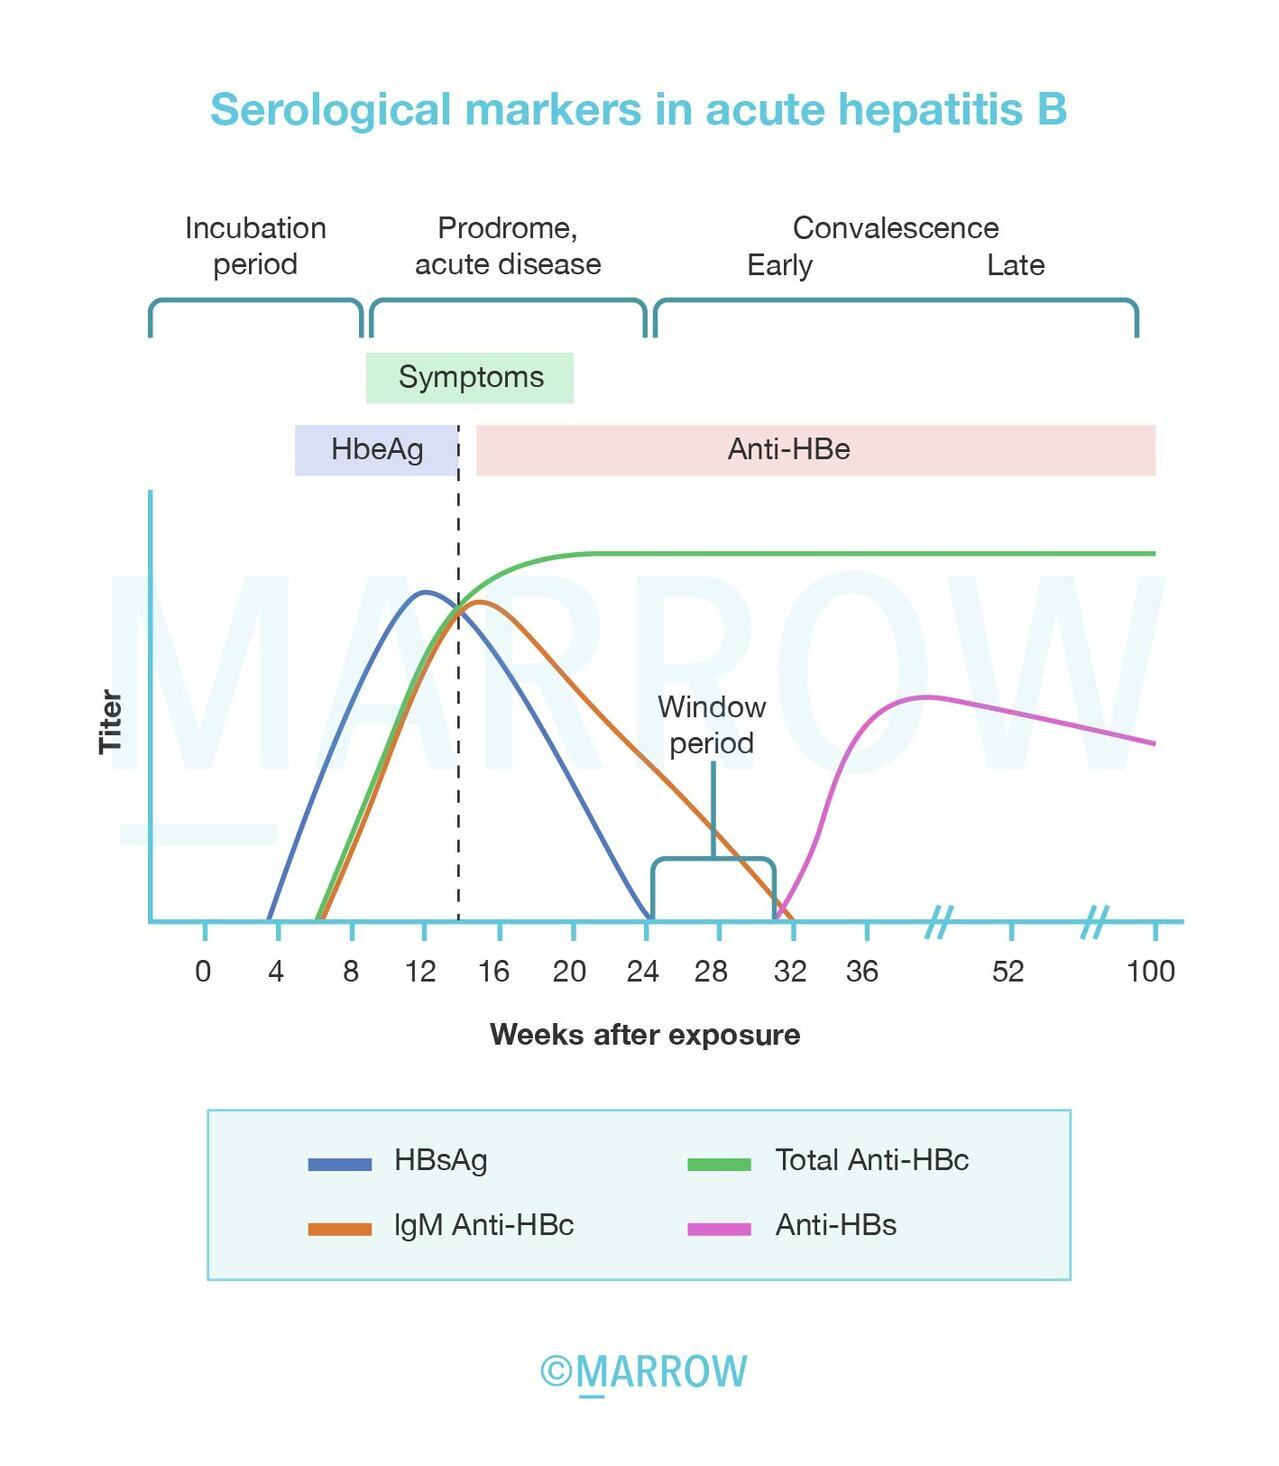 Serological markers in acute hepatitis B
Incubation
period
Prodrome,
acute disease
Convalescence
Early Late
Symptoms
HbeAg
Anti-HBe
MARROW
Titer
Window
period
0 4 8 12 16 20 24 28 32 36 52 100
Weeks after exposure
HBsAg
Total Anti-HBc
IgM Anti-HBc
Anti-HBs
©MARROW